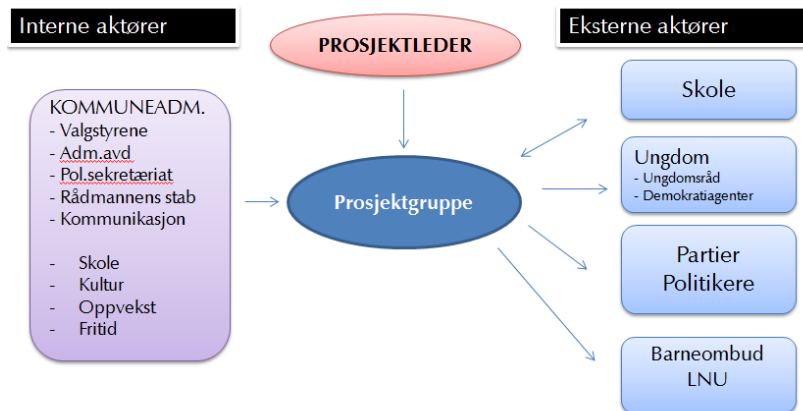 Interne aktører
PROSJEKTLEDER
Eksterne aktører
KOMMUNEADM.
- Valgstyrene
- Adm.avd
- Pol.sekretæriat
- Rådmannens stab
- Kommunikasjon
- Skole
- Kultur
- Oppvekst
- Fritid
Prosjektgruppe
Skole
Ungdom
- Ungdomsråd
- Demokratiagenter
Partier
Politikere
Barneombud
LNU